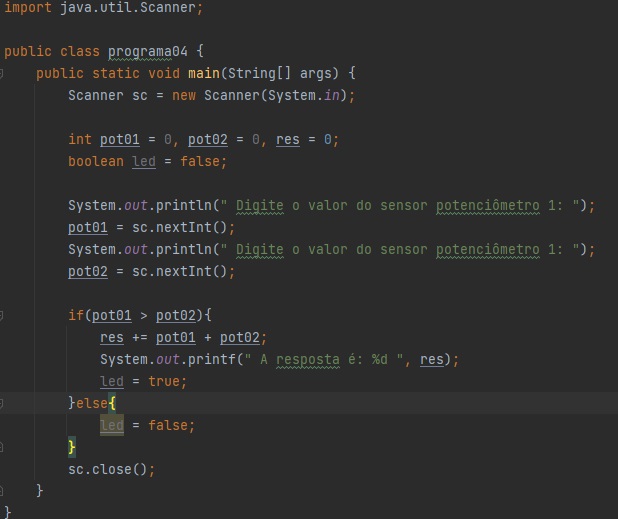 import java.util.Scanner;
public class programa04 {
public static void main(String[] args) {
Scanner sc = new Scanner(System.in);
int pot01 = 0, pot02 = 0, res = 0;
boolean led = false;
System.out.println(" Digite o valor do sensor potenciômetro 1: ");
pot01 = sc.nextInt();
System.out.println(" Digite o valor do sensor potenciômetro 1: ");
pot02 = sc.nextInt();
if(pot01 > pot02){
res += pot01 + pot02;
System.out.printf(" A resposta é: %d ", res);
led = true;
}else{
led = false;
}
sc.close();
}
}